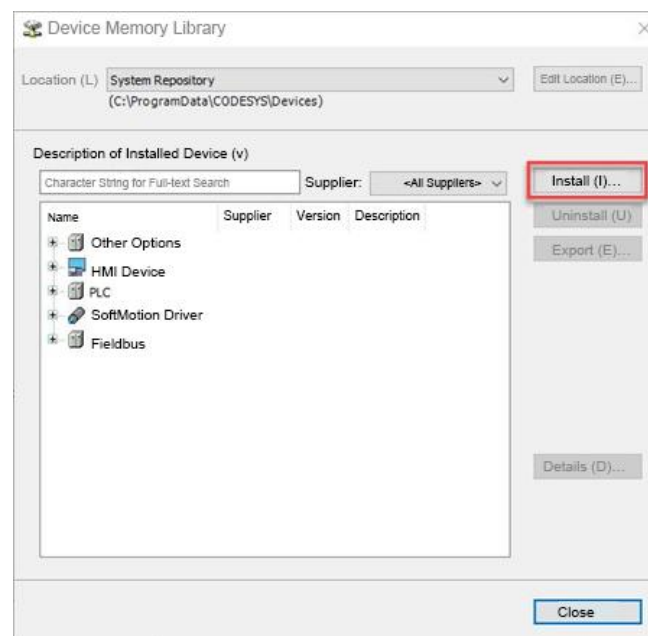 Device Memory Library
Location (L) System Repository Edit Location (E)...
(C:\ProgramData\CODESYS\Devices)
Description of Installed Device (v)
Character String for Full-text Search Supplier: <All Suppliers> Install (I)...
Name Supplier Version Description Uninstall (U)
Other Options Export (E)...
HMI Device
PLC
SoftMotion Driver
Fieldbus
Details (D)...
Close